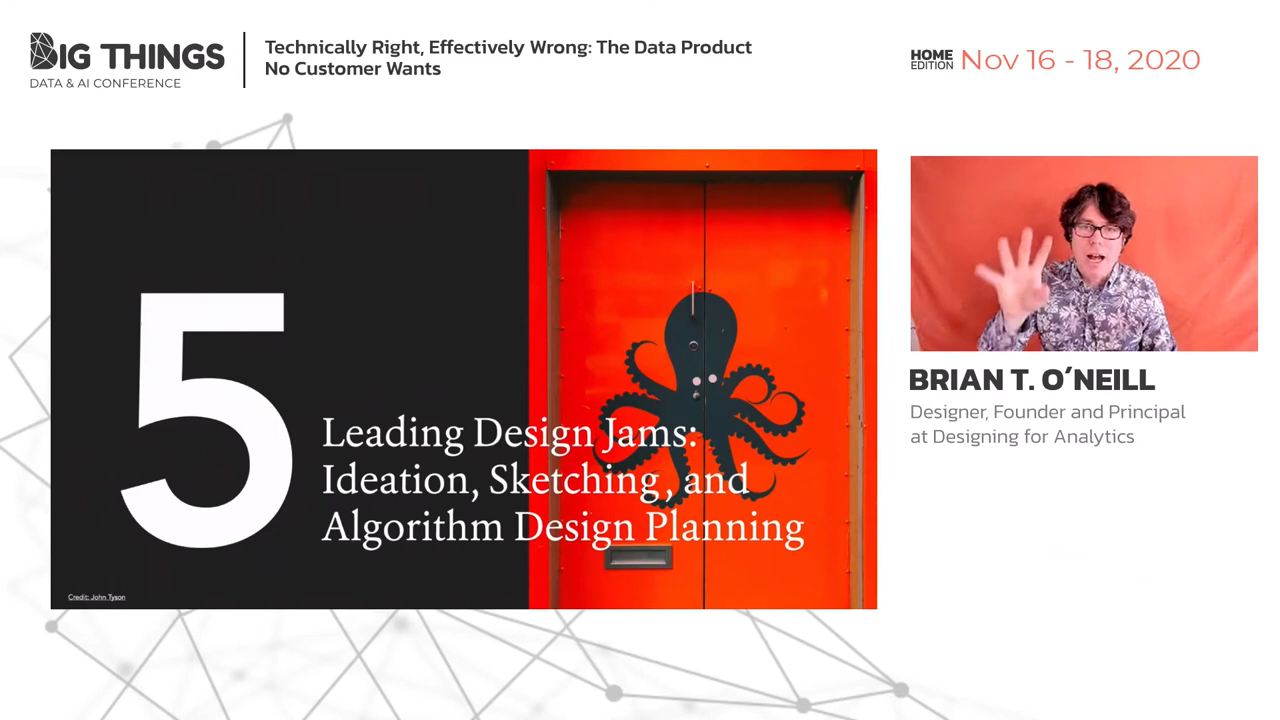 BIG THINGS
DATA & AI CONFERENCE
Technically Right, Effectively Wrong: The Data Product
No Customer Wants
HOME
EDITION
Nov 16 - 18, 2020
5
Leading Design Jams:
Ideation, Sketching, and
Algorithm Design Planning
Credit: John Tyson
BRIAN T. O´NEILL
Designer, Founder and Principal
at Designing for Analytics